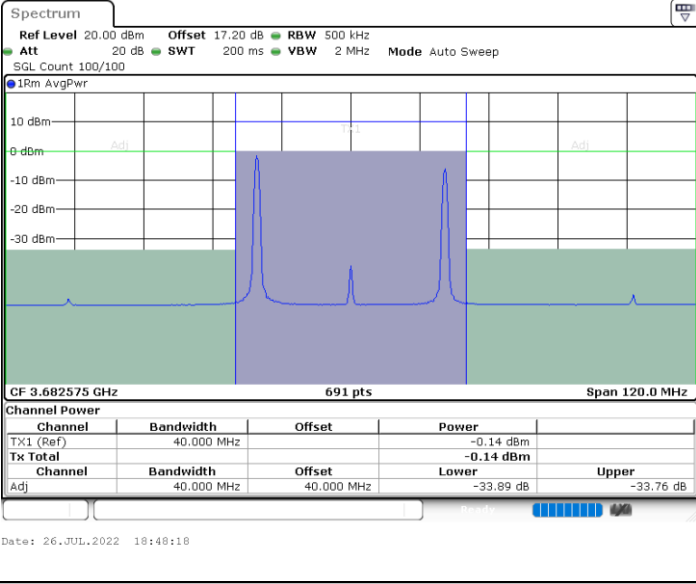 Spectrum
Ref Level 20.00 dBm Offset 17.20 dB RBW 500 kHz
Att 20 dB SWT 200 ms VBW 2 MHz Mode Auto Sweep
SGL Count 100/100
1Rm AvgPwr
10 dBm
TX1
Adj
0 dBm
Adj
-10 dBm
-20 dBm
-30 dBm
CF 3.682575 GHz 691 pts Span 120.0 MHz
Channel Power
Channel Bandwidth Offset Power
TX1 (Ref) 40.000 MHz -0.14 dBm
Tx Total -0.14 dBm
Channel Bandwidth Offset Lower Upper
Adj 40.000 MHz 40.000 MHz -33.89 dB -33.76 dB
Ready
Date: 26.JUL.2022 18:48:18